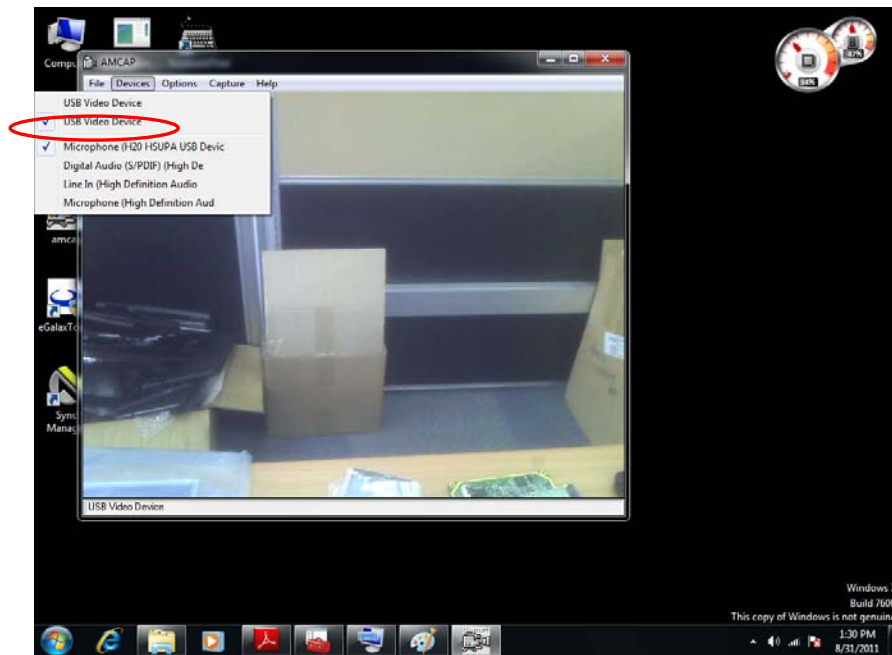 Compu
AMCAP
File Devices Options Capture Help
USB Video Device
USB Video Device
Microphone (H20 HSUPA USB Devic
Digital Audio (S/PDIF) (High De
Line In (High Definition Audio
Microphone (High Definition Aud
amca
eGalaxTo
Sync
Manag
USB Video Device
34%
47%
Windows
Build 760
This copy of Windows is not genuin
1:30 PM
8/31/2011